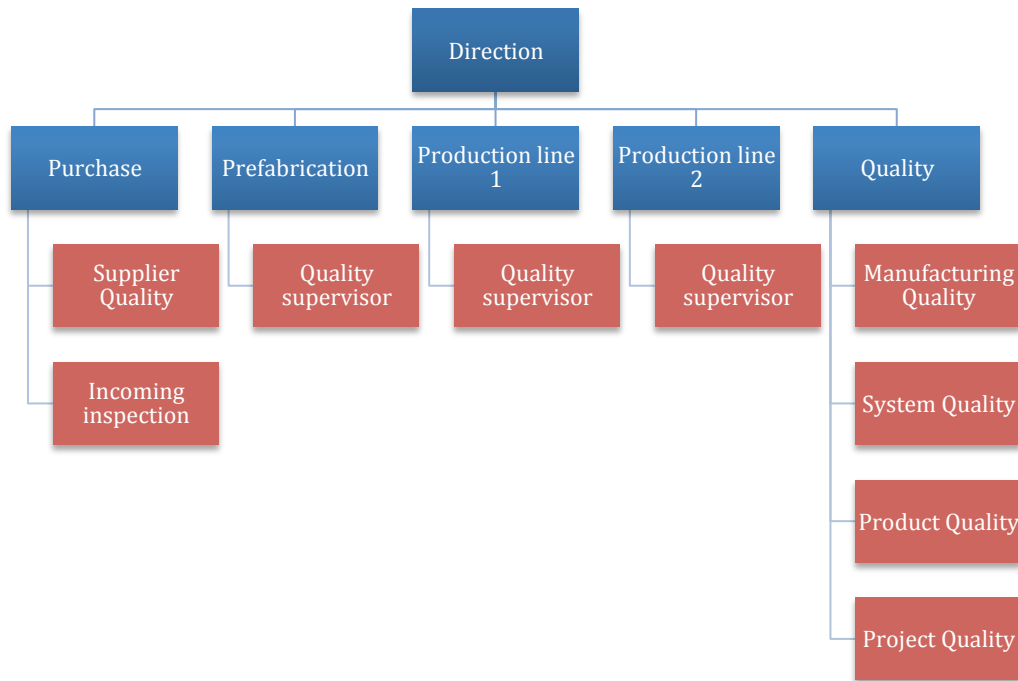 Direction
Purchase
Prefabrication
Production line
1
Production line
2
Quality
Supplier
Quality
Quality
supervisor
Quality
supervisor
Quality
supervisor
Manufacturing
Quality
Incoming
inspection
System Quality
Product Quality
Project Quality